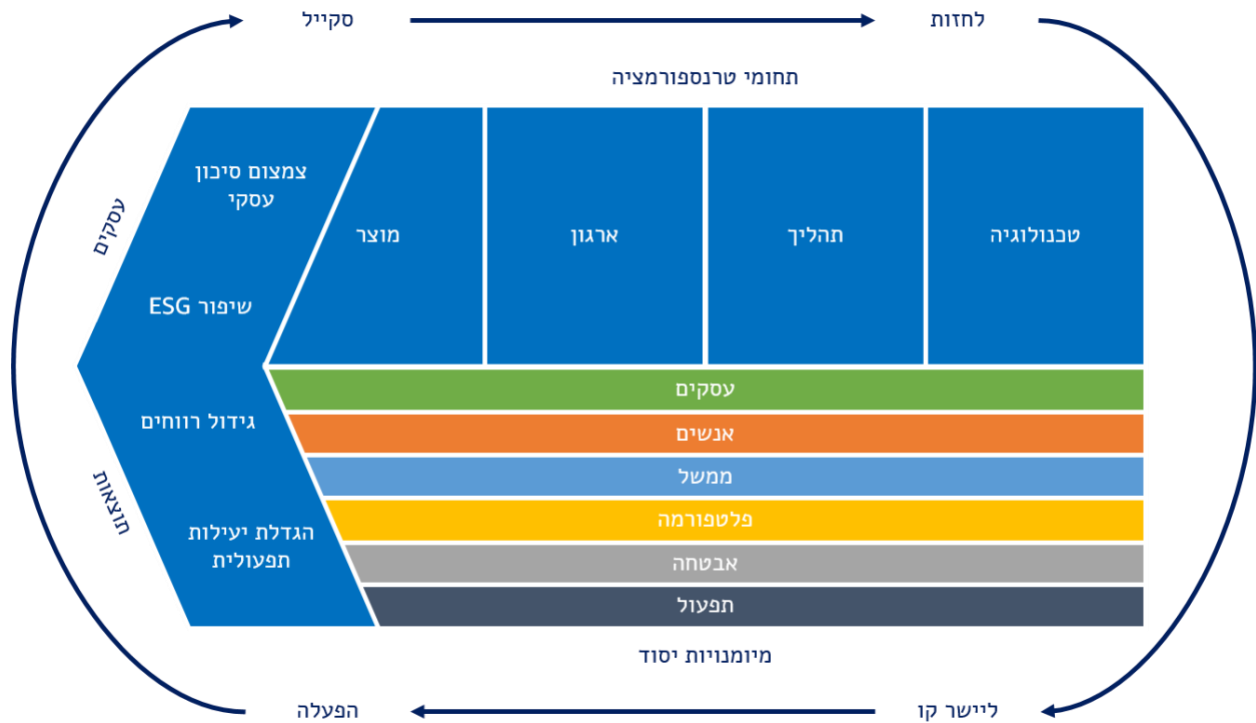 לחזות
סקייל
תחומי טרנספורמציה
טכנולוגיה
תהליך
ארגון
מוצר
צמצום סיכון
עסקי
שיפור ESG
גידול רווחים
הגדלת יעילות
תפעולית
עסקים
תוצאות
עסקים
אנשים
ממשל
פלטפורמה
אבטחה
תפעול
מיומנויות יסוד
ליישר קו
הפעלה